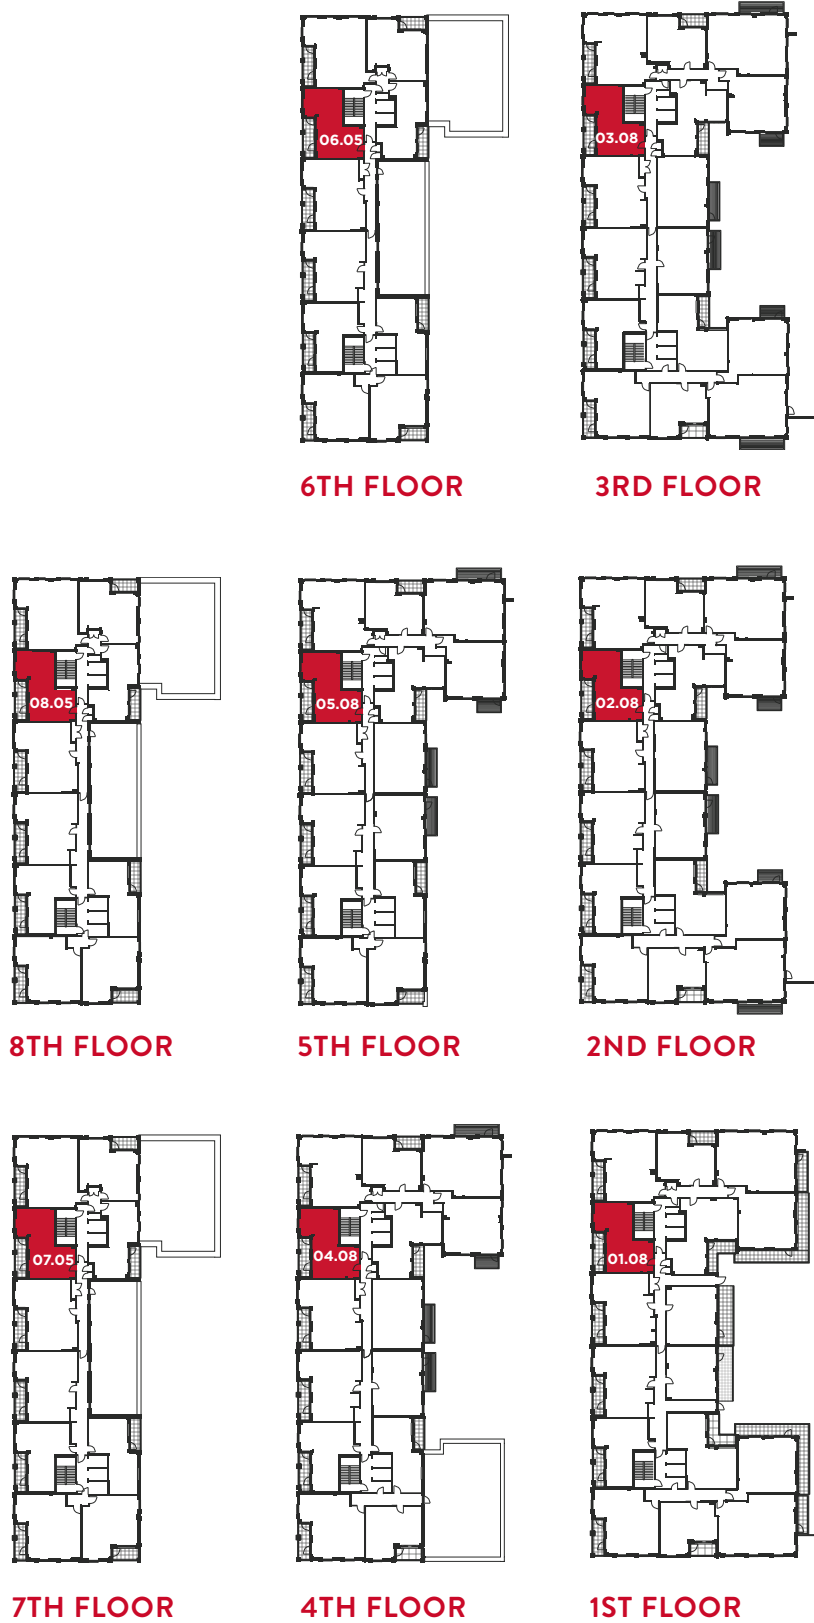 06.05
03.08
6TH FLOOR
3RD FLOOR
08.05
05.08
02.08
8TH FLOOR
5TH FLOOR
2ND FLOOR
07.05
04.08
01.08
7TH FLOOR
4TH FLOOR
1ST FLOOR